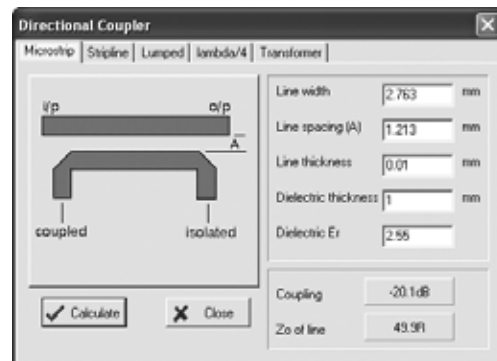 Directional Coupler
Microstrip Stripline Lumped lambda/4 Transformer
i/p o/p
A
coupled isolated
Calculate Close
Line width 2.763 mm
Line spacing (A) 1.213 mm
Line thickness 0.01 mm
Dielectric thickness 1 mm
Dielectric Er 2.55
Coupling -20.1dB
Zo of line 49.9R